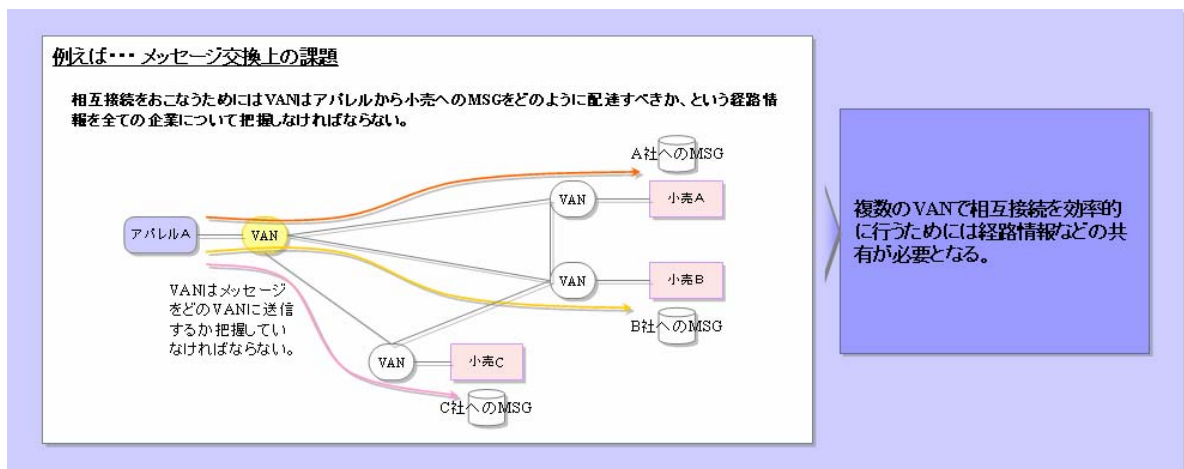 例えば･･･メッセージ交換上の課題
相互接続をおこなうためにはVANはアパレルから小売へのMSGをどのように配達すべきか、という経路情
報を全ての企業について把握しなければならない。
A社へのMSG
VAN
小売A
アパレルA
VAN
複数のVANで相互接続を効率的
に行うためには経路情報などの共
有が必要となる。
VAN
小売B
VANはメッセージ
をどのVANに送信
するか把握してい
なければならない。
B社へのMSG
VAN
小売C
C社へのMSG